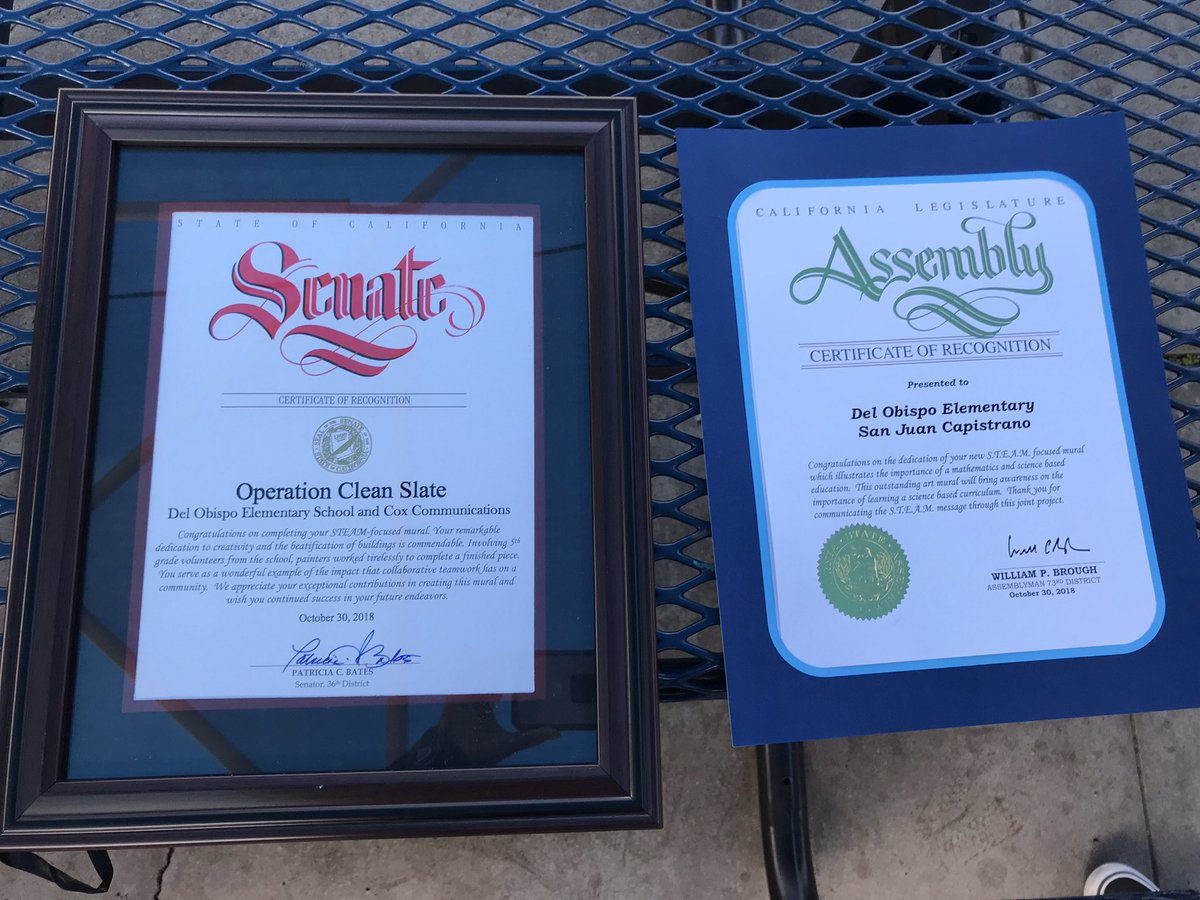 STATE OF CALIFORNIA
Senate
CERTIFICATE OF RECOGNITION
Operation Clean Slate
Del Obispo Elementary School and Cox Communications
Congratulations on completing your STEAM-focused mural. Your remarkable
dedication to creativity and the beatification of buildings is commendable. Involving 5th
grade volunteers from the school, painters worked tirelessly to complete a finished piece.
You serve as a wonderful example of the impact that collaborative teamwork has on a
community. We appreciate your exceptional contributions in creating this mural and
wish you continued success in your future endeavors.
October 30, 2018
PATRICIA C. BATES
Senator, 36th District
CALIFORNIA LEGISLATURE
Assembly
CERTIFICATE OF RECOGNITION
Presented to
Del Obispo Elementary
San Juan Capistrano
Congratulations on the dedication of your new S.T.E.A.M. focused mural
which illustrates the importance of a mathematics and science based
education. This outstanding art mural will bring awareness on the
importance of learning a science based curriculum. Thank you for
communicating the S.T.E.A.M. message through this joint project.
WILLIAM P. BROUGH
ASSEMBLYMAN 73RD DISTRICT
October 30, 2018